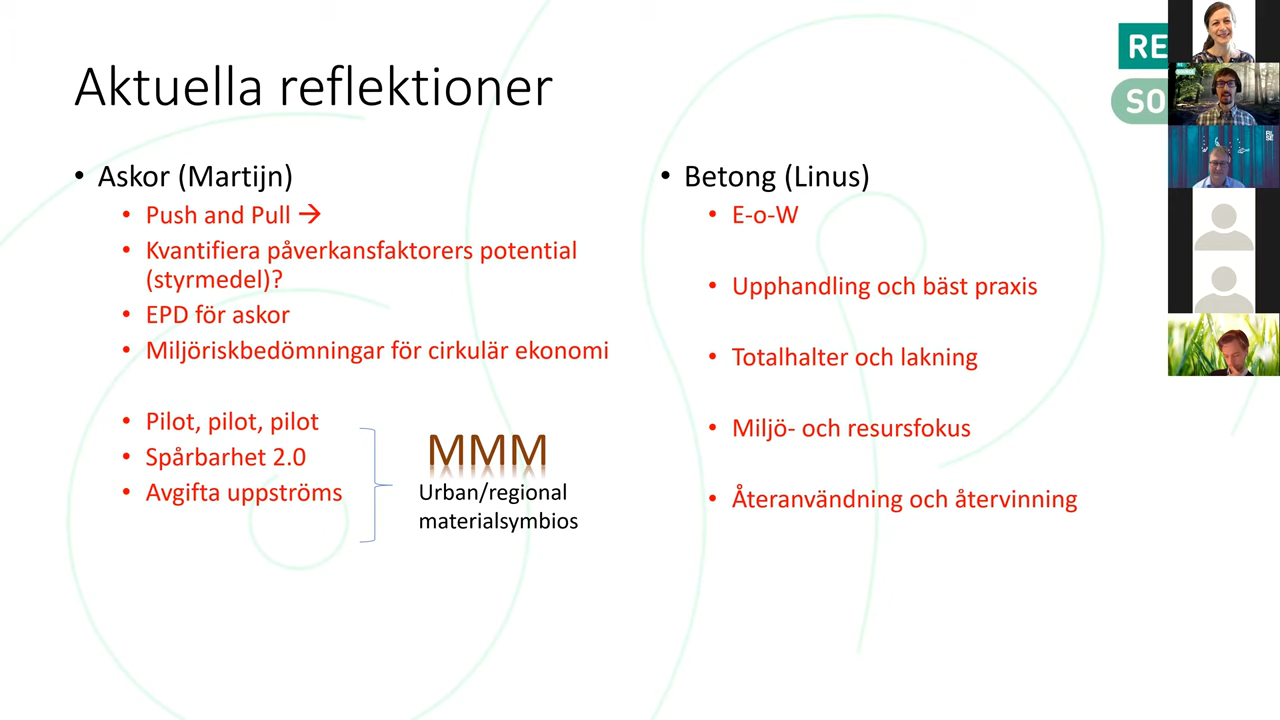 Aktuella reflektioner
RE
SO
• Askor (Martijn)
• Push and Pull →
• Kvantifiera påverkansfaktorers potential
(styrmedel)?
• EPD för askor
• Miljöriskbedömningar för cirkulär ekonomi
• Pilot, pilot, pilot
• Spårbarhet 2.0
• Avgifta uppströms
MMM
Urban/regional
materialsymbios
• Betong (Linus)
• E-o-W
• Upphandling och bäst praxis
• Totalhalter och lakning
• Miljö- och resursfokus
• Återanvändning och återvinning